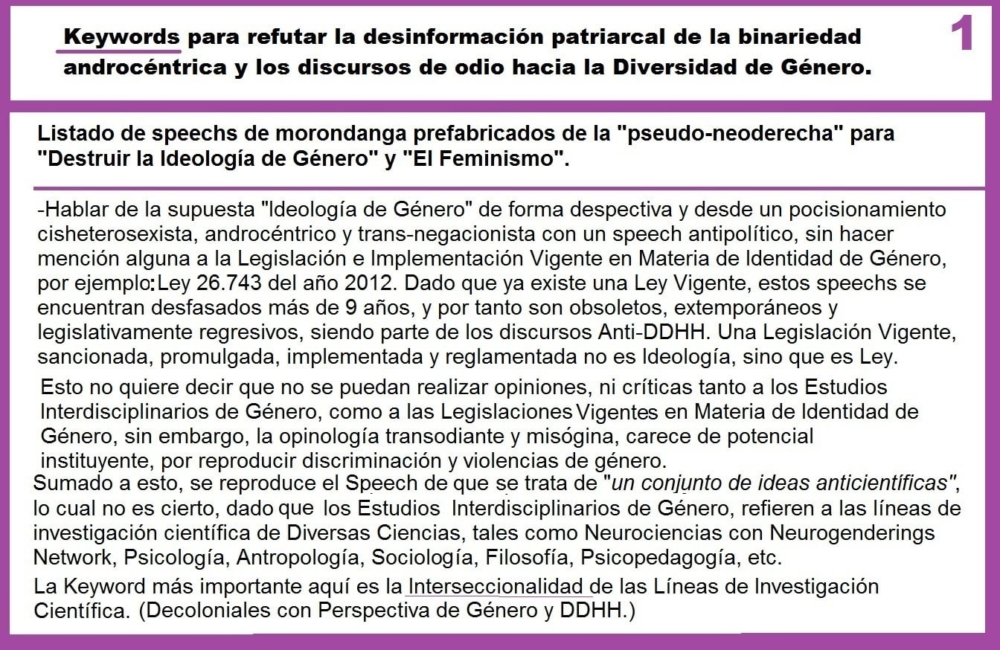 1
Keywords para refutar la desinformación patriarcal de la binariedad
androcéntrica y los discursos de odio hacia la Diversidad de Género.
Listado de speechs de morondanga prefabricados de la "pseudo-neoderecha" para
"Destruir la Ideología de Género" y "El Feminismo".
-Hablar de la supuesta "Ideología de Género" de forma despectiva y desde un pocisionamiento
cisheterosexista, androcéntrico y trans-negacionista con un speech antipolítico, sin hacer
mención alguna a la Legislación e Implementación Vigente en Materia de Identidad de Género,
por ejemplo:Ley 26.743 del año 2012. Dado que ya existe una Ley Vigente, estos speechs se
encuentran desfasados más de 9 años, y por tanto son obsoletos, extemporáneos y
legislativamente regresivos, siendo parte de los discursos Anti-DDHH. Una Legislación Vigente,
sancionada, promulgada, implementada y reglamentada no es Ideología, sino que es Ley.
Esto no quiere decir que no se puedan realizar opiniones, ni críticas tanto a los Estudios
Interdisciplinarios de Género, como a las Legislaciones Vigentes en Materia de Identidad de
Género, sin embargo, la opinología transodiante y misógina, carece de potencial
instituyente, por reproducir discriminación y violencias de género.
Sumado a esto, se reproduce el Speech de que se trata de "un conjunto de ideas anticientíficas",
lo cual no es cierto, dado que los Estudios Interdisciplinarios de Género, refieren a las líneas de
investigación científica de Diversas Ciencias, tales como Neurociencias con Neurogenderings
Network, Psicología, Antropología, Sociología, Filosofía, Psicopedagogía, etc.
La Keyword más importante aquí es la Interseccionalidad de las Líneas de Investigación
Científica. (Decoloniales con Perspectiva de Género y DDHH.)